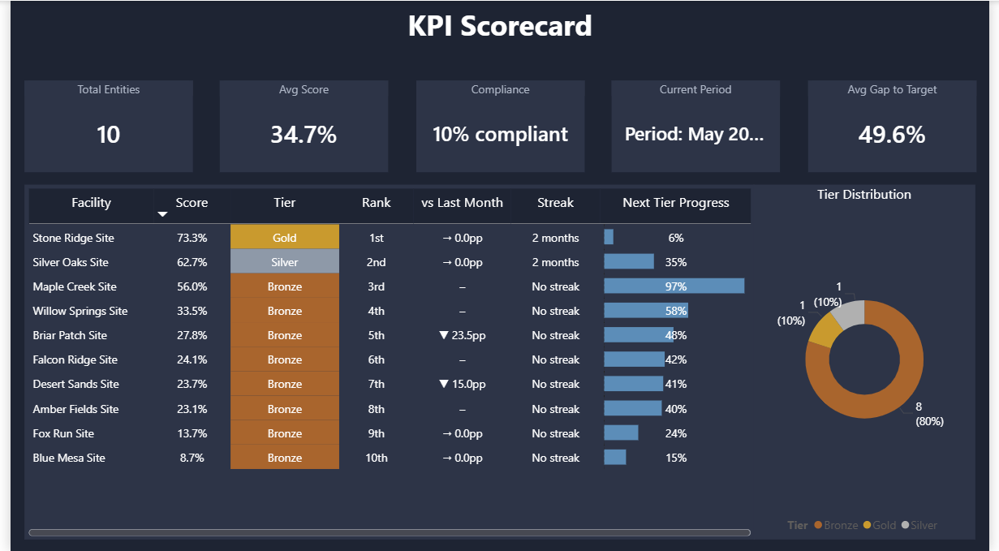 KPI Scorecard
Total Entities
10
Avg Score
34.7%
Compliance
10% compliant
Current Period
Period: May 20...
Avg Gap to Target
49.6%
Facility Score Tier Rank vs Last Month Streak Next Tier Progress
Stone Ridge Site 73.3% Gold 1st → 0.0pp 2 months 6%
Silver Oaks Site 62.7% Silver 2nd → 0.0pp 2 months 35%
Maple Creek Site 56.0% Bronze 3rd – No streak 97%
Willow Springs Site 33.5% Bronze 4th – No streak 58%
Briar Patch Site 27.8% Bronze 5th ▼ 23.5pp No streak 48%
Falcon Ridge Site 24.1% Bronze 6th – No streak 42%
Desert Sands Site 23.7% Bronze 7th ▼ 15.0pp No streak 41%
Amber Fields Site 23.1% Bronze 8th – No streak 40%
Fox Run Site 13.7% Bronze 9th → 0.0pp No streak 24%
Blue Mesa Site 8.7% Bronze 10th → 0.0pp No streak 15%
Tier Distribution
1
(10%)
1
(10%)
8
(80%)
Tier Bronze Gold Silver